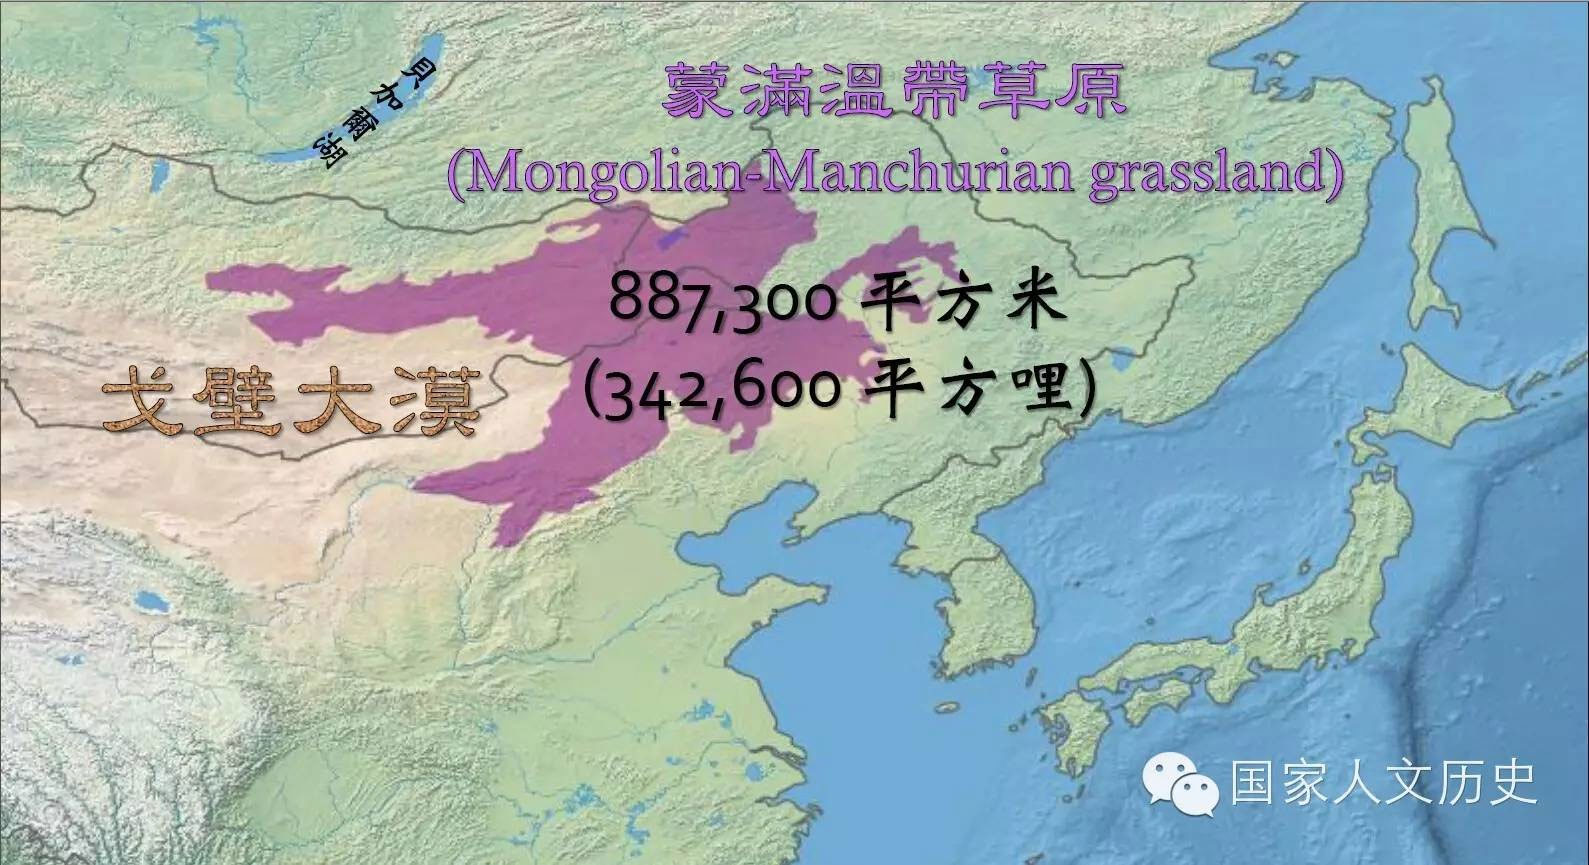 蒙滿溫帶草原
(Mongolian-Manchurian grassland)
貝加爾湖
887,300 平方米
(342,600 平方哩)
戈壁大漠
国家人文历史